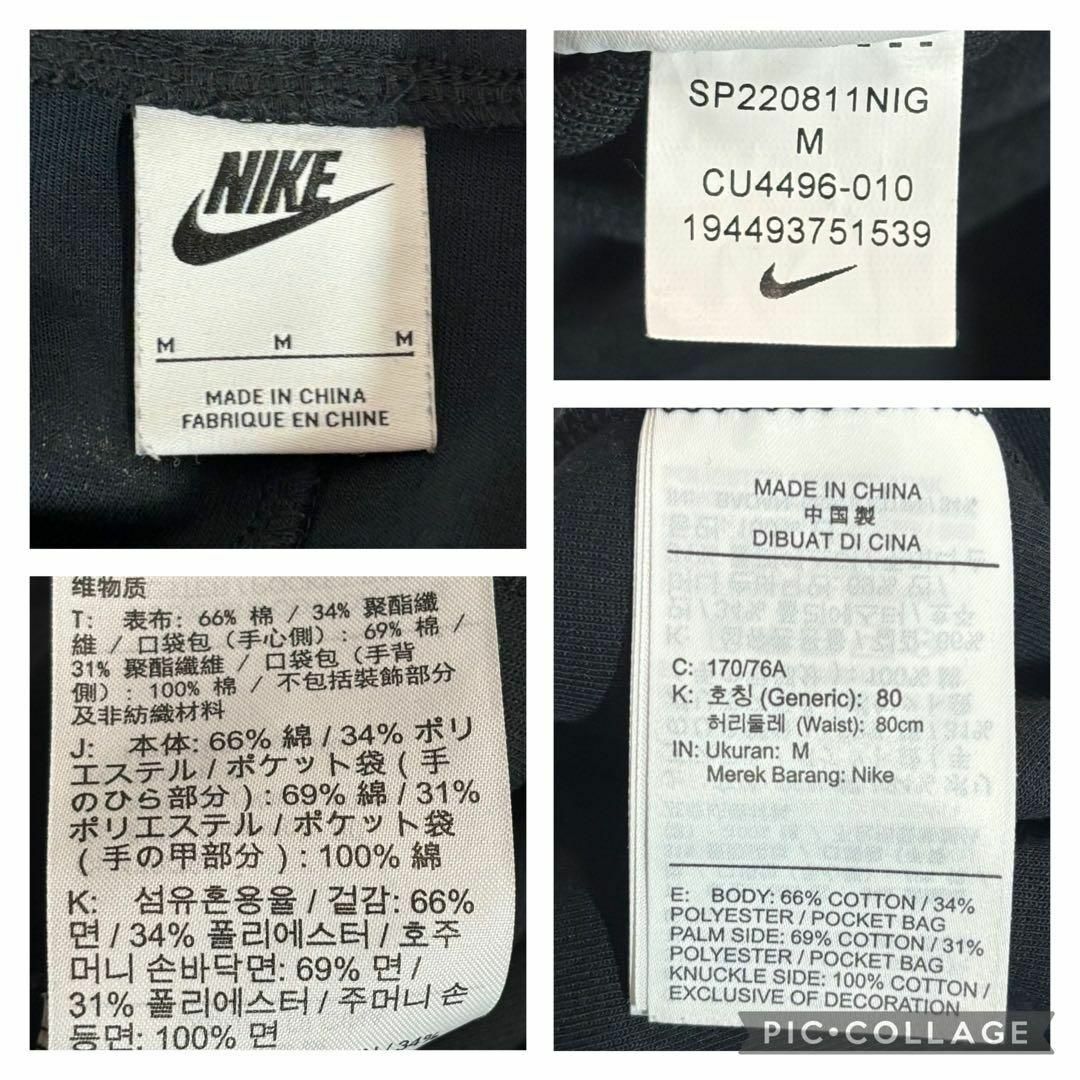 NIKE
M M M
MADE IN CHINA
FABRIQUE EN CHINE
SP220811NIG
M
CU4496-010
194493751539
维物质
T: 表布: 66% 棉 / 34% 聚酯纖
維 / 口袋包 (手心側) : 69% 棉 /
31% 聚酯纖維 / 口袋包 (手背
側) : 100% 棉 / 不包括裝飾部分
及非紡織材料
J: 本体: 66% 綿 / 34% ポリ
エステル / ポケット袋 ( 手
のひら部分 ) : 69% 綿 / 31%
ポリエステル / ポケット袋
( 手の甲部分 ) : 100% 綿
K: 섬유혼용율 / 겉감: 66%
면 / 34% 폴리에스터 / 호주
머니 손바닥면: 69% 면 /
31% 폴리에스터 / 주머니 손
등면: 100% 면
MADE IN CHINA
中国製
DIBUAT DI CINA
C: 170/76A
K: 호칭 (Generic): 80
허리둘레 (Waist): 80cm
IN: Ukuran: M
Merek Barang: Nike
E: BODY: 66% COTTON / 34%
POLYESTER / POCKET BAG
PALM SIDE: 69% COTTON / 31%
POLYESTER / POCKET BAG
KNUCKLE SIDE: 100% COTTON /
EXCLUSIVE OF DECORATION
PIC•COLLAGE